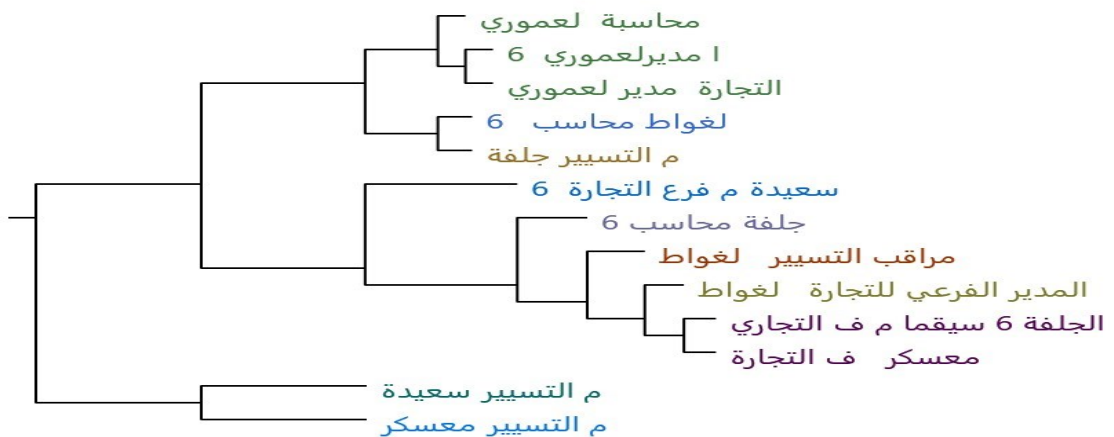 محاسبة لعموري
ا مديرلعموري 6
التجارة مدير لعموري
لغواط محاسب 6
م التسيير جلفة
سعيدة م فرع التجارة 6
جلفة محاسب 6
مراقب التسيير لغواط
المدير الفرعي للتجارة لغواط
الجلفة 6 سيقما م ف التجاري
معسكر ف التجارة
م التسيير سعيدة
م التسيير معسكر